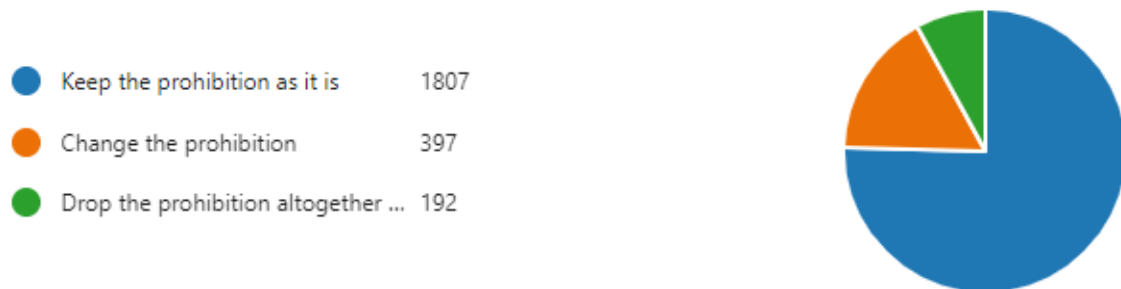 Keep the prohibition as it is 1807
Change the prohibition 397
Drop the prohibition altogether ... 192